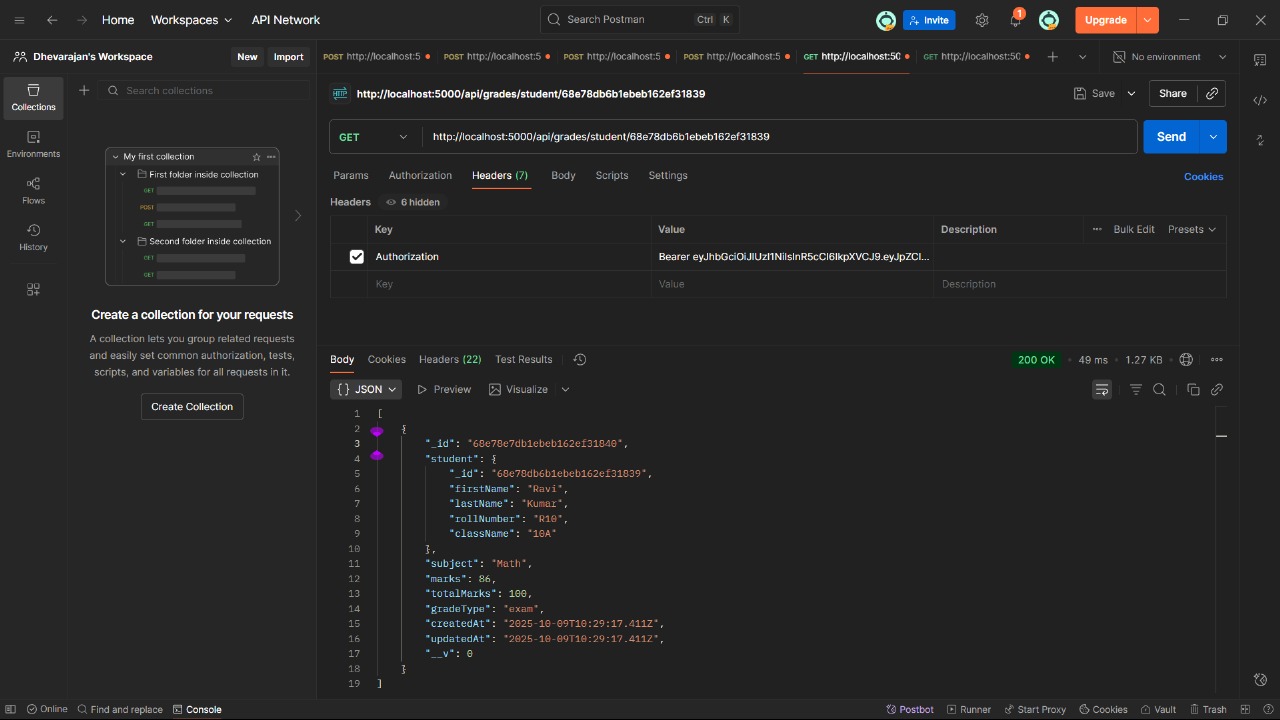 Home Workspaces API Network Search Postman Ctrl K Invite 1 Upgrade
Dhevarajan's Workspace New Import
POST http://localhost:5 POST http://localhost:5 POST http://localhost:5 POST http://localhost:5 GET http://localhost:50 GET http://localhost:50 No environment
Collections
Environments
Flows
History
Search collections
My first collection
First folder inside collection
GET
POST
GET
Second folder inside collection
GET
GET
Create a collection for your requests
A collection lets you group related requests
and easily set common authorization, tests,
scripts, and variables for all requests in it.
Create Collection
HTTP http://localhost:5000/api/grades/student/68e78db6b1ebeb162ef31839 Save Share
GET http://localhost:5000/api/grades/student/68e78db6b1ebeb162ef31839 Send
Params Authorization Headers (7) Body Scripts Settings Cookies
Headers 6 hidden
Key Value Description Bulk Edit Presets
Authorization Bearer eyJhbGciOiJIUzI1NiIsInR5cCI6IkpXVCJ9.eyJpZCI...
Key Value Description
Body Cookies Headers (22) Test Results 200 OK 49 ms 1.27 KB
{} JSON Preview Visualize
1 [
2 {
3 "_id": "68e78e7db1ebeb162ef31840",
4 "student": {
5 "_id": "68e78db6b1ebeb162ef31839",
6 "firstName": "Ravi",
7 "lastName": "Kumar",
8 "rollNumber": "R10",
9 "className": "10A"
10 },
11 "subject": "Math",
12 "marks": 86,
13 "totalMarks": 100,
14 "gradeType": "exam",
15 "createdAt": "2025-10-09T10:29:17.411Z",
16 "updatedAt": "2025-10-09T10:29:17.411Z",
17 "__v": 0
18 }
19 ]
Online Find and replace Console Postbot Runner Start Proxy Cookies Vault Trash